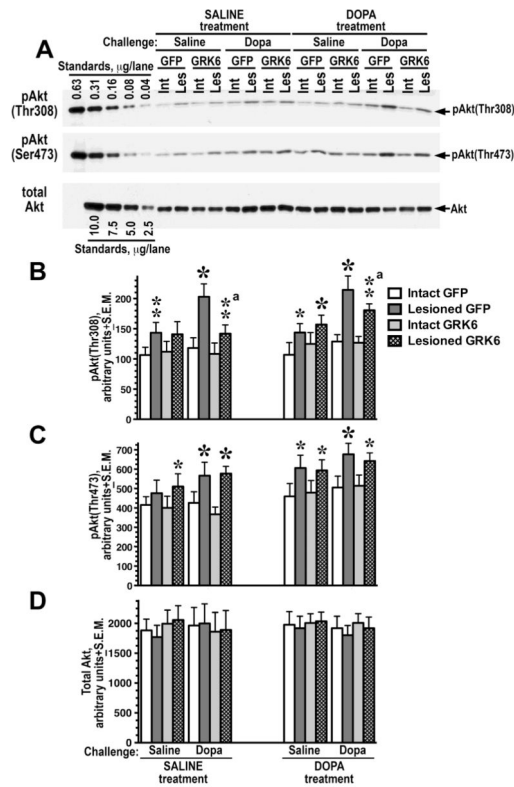 SALINE treatment DOPA treatment
A Challenge: Saline Dopa Saline Dopa
Standards, μg/lane GFP GRK6 GFP GRK6 GFP GRK6 GFP GRK6
0.63 0.31 0.16 0.08 0.04 Int Les Int Les Int Les Int Les Int Les Int Les Int Les Int Les
pAkt (Thr308) pAkt(Thr308)
pAkt (Ser473) pAkt(Thr473)
total Akt Akt
10.0 7.5 5.0 2.5
Standards, μg/lane
B
pAkt(Thr308), arbitrary units+S.E.M.
200
150
100
50
0
** * ** a
* * * ** a
Intact GFP
Lesioned GFP
Intact GRK6
Lesioned GRK6
C
pAkt(Thr473), arbitrary units+S.E.M.
700
600
500
400
300
200
100
0
* * *
* * * *
D
Total Akt, arbitrary units+S.E.M.
2000
1500
1000
500
0
Challenge: Saline Dopa Saline Dopa
SALINE treatment DOPA treatment